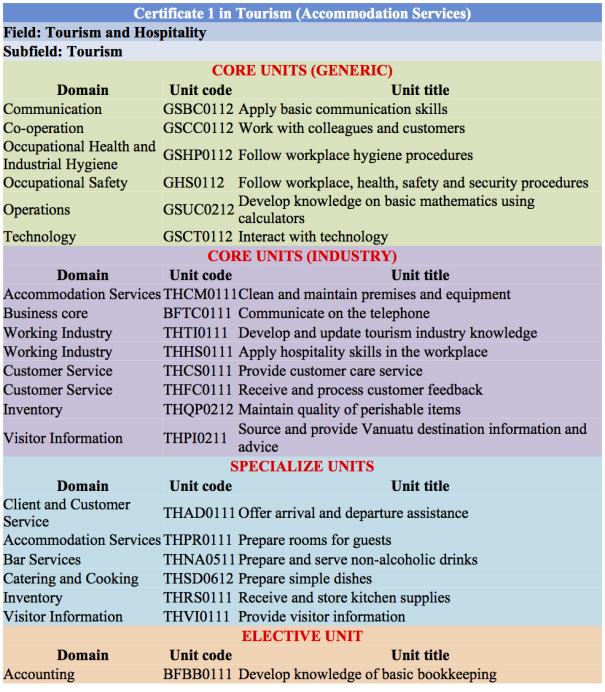 Certificate 1 in Tourism (Accommodation Services)
Field: Tourism and Hospitality
Subfield: Tourism
CORE UNITS (GENERIC)
Domain Unit code Unit title
Communication GSBC0112 Apply basic communication skills
Co-operation GSCC0112 Work with colleagues and customers
Occupational Health and
Industrial Hygiene GSHP0112 Follow workplace hygiene procedures
Occupational Safety GHS0112 Follow workplace, health, safety and security procedures
Operations GSUC0212 Develop knowledge on basic mathematics using
calculators
Technology GSCT0112 Interact with technology
CORE UNITS (INDUSTRY)
Domain Unit code Unit title
Accommodation Services THCM0111 Clean and maintain premises and equipment
Business core BFTC0111 Communicate on the telephone
Working Industry THTI0111 Develop and update tourism industry knowledge
Working Industry THHS0111 Apply hospitality skills in the workplace
Customer Service THCS0111 Provide customer care service
Customer Service THFC0111 Receive and process customer feedback
Inventory THQP0212 Maintain quality of perishable items
Visitor Information THPI0211 Source and provide Vanuatu destination information and
advice
SPECIALIZE UNITS
Domain Unit code Unit title
Client and Customer
Service THAD0111 Offer arrival and departure assistance
Accommodation Services THPR0111 Prepare rooms for guests
Bar Services THNA0511 Prepare and serve non-alcoholic drinks
Catering and Cooking THSD0612 Prepare simple dishes
Inventory THRS0111 Receive and store kitchen supplies
Visitor Information THVI0111 Provide visitor information
ELECTIVE UNIT
Domain Unit code Unit title
Accounting BFBB0111 Develop knowledge of basic bookkeeping